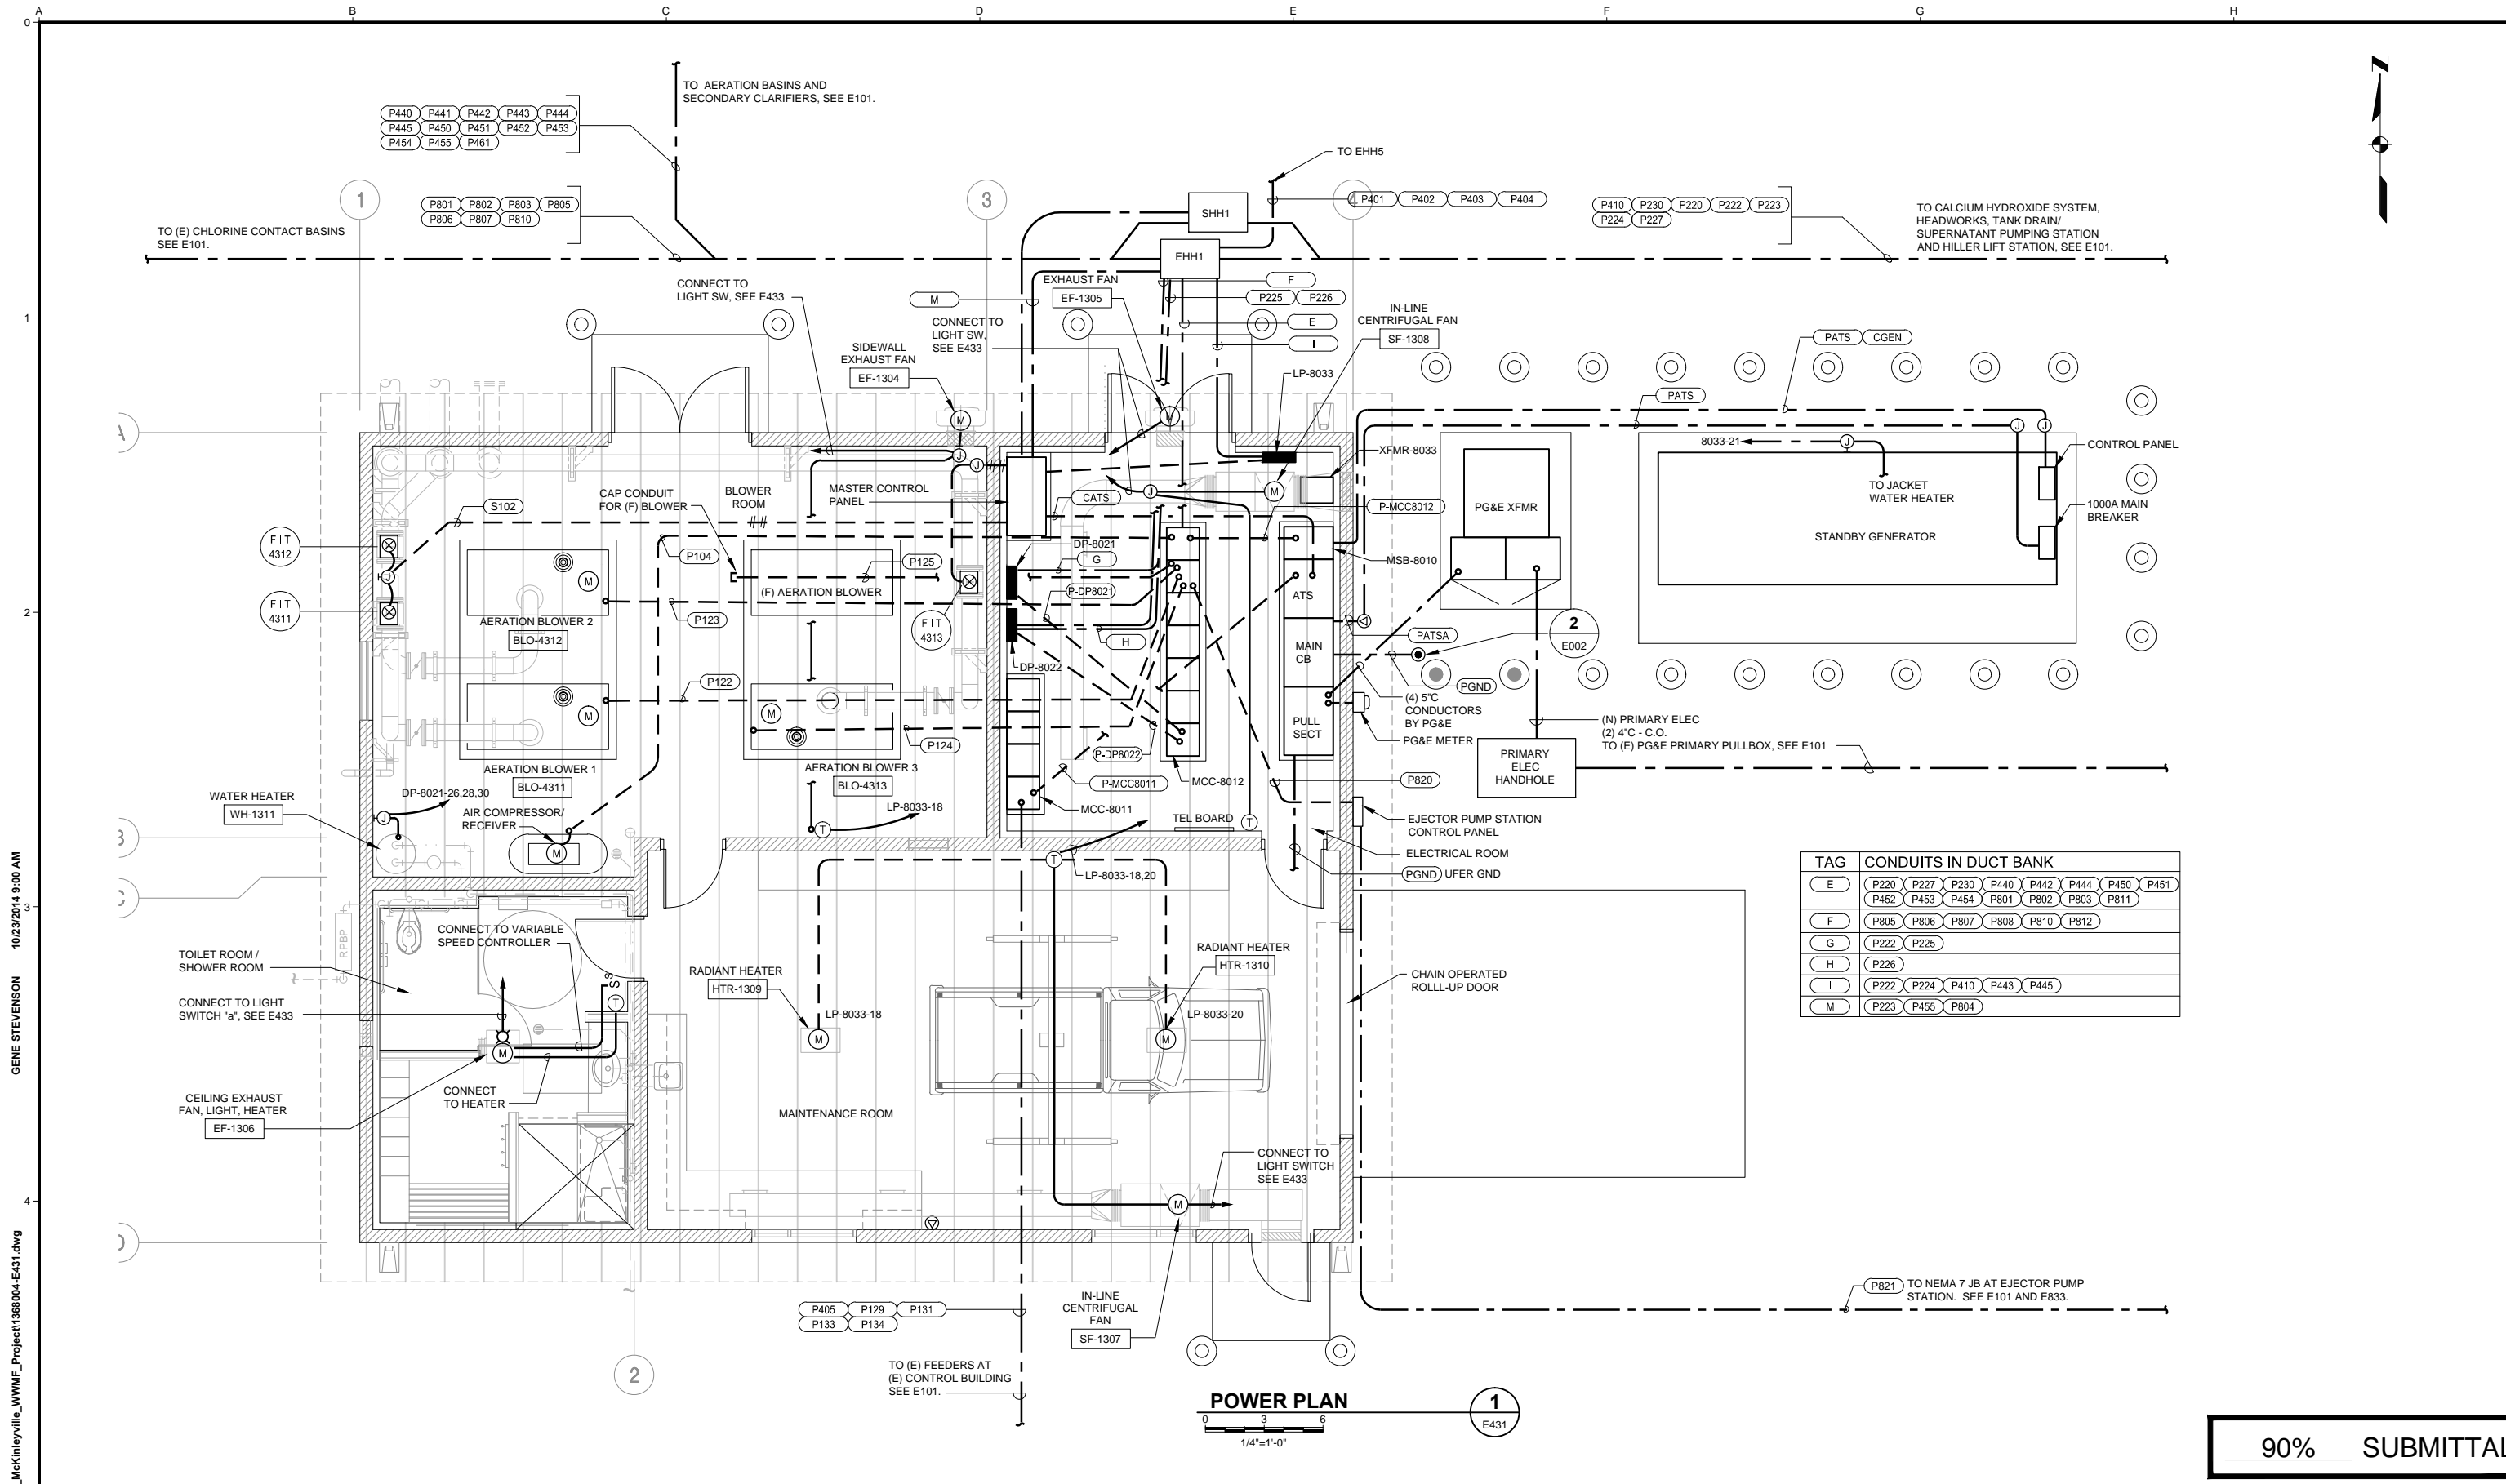 A B C D E F G H
0
1
2
3
4
TO AERATION BASINS AND
SECONDARY CLARIFIERS, SEE E101.
P440 P441 P442 P443 P444
P445 P450 P451 P452 P453
P454 P455 P461
P801 P802 P803 P805
P806 P807 P810
TO (E) CHLORINE CONTACT BASINS
SEE E101.
1
3
4
TO EHH5
SHH1
EHH1
P401 P402 P403 P404
P410 P230 P220 P222 P223
P224 P227
TO CALCIUM HYDROXIDE SYSTEM,
HEADWORKS, TANK DRAIN/
SUPERNATANT PUMPING STATION
AND HILLER LIFT STATION, SEE E101.
N
CONNECT TO
LIGHT SW, SEE E433
M
EXHAUST FAN
EF-1305
F
P225 P226
E
I
CONNECT TO
LIGHT SW,
SEE E433
IN-LINE
CENTRIFUGAL FAN
SF-1308
SIDEWALL
EXHAUST FAN
EF-1304
LP-8033
PATS CGEN
PATS
A
M
M
J
J
XFMR-8033
J
J
8033-21
J
CONTROL PANEL
CAP CONDUIT
FOR (F) BLOWER
BLOWER
ROOM
MASTER CONTROL
PANEL
CATS
J
M
P-MCC8012
PG&E XFMR
TO JACKET
WATER HEATER
1000A MAIN
BREAKER
STANDBY GENERATOR
S102
FIT
4312
J
FIT
4311
P104
DP-8021
G
P125
(F) AERATION BLOWER
P-DP8021
MSB-8010
ATS
M
AERATION BLOWER 2
BLO-4312
P123
FIT
4313
H
DP-8022
PATSA
2
E002
MAIN
CB
P122
PGND
(4) 5"C
CONDUCTORS
BY PG&E
M
M
PULL
SECT
PG&E METER
(N) PRIMARY ELEC
(2) 4"C - C.O.
TO (E) PG&E PRIMARY PULLBOX, SEE E101
PRIMARY
ELEC
HANDHOLE
P124
P-DP8022
AERATION BLOWER 1
BLO-4311
AERATION BLOWER 3
BLO-4313
P-MCC8011
MCC-8012
P820
WATER HEATER
WH-1311
DP-8021-26,28,30
J
AIR COMPRESSOR/
RECEIVER
LP-8033-18
T
MCC-8011
TEL BOARD
T
EJECTOR PUMP STATION
CONTROL PANEL
B
M
T
ELECTRICAL ROOM
LP-8033-18,20
PGND UFER GND
C
TAG CONDUITS IN DUCT BANK
E P220 P227 P230 P440 P442 P444 P450 P451
P452 P453 P454 P801 P802 P803 P811
F P805 P806 P807 P808 P810 P812
G P222 P225
H P226
I P222 P224 P410 P443 P445
M P223 P455 P804
RPBP
CONNECT TO VARIABLE
SPEED CONTROLLER
TOILET ROOM /
SHOWER ROOM
CONNECT TO LIGHT
SWITCH "a", SEE E433
S
S
T
RADIANT HEATER
HTR-1309
RADIANT HEATER
HTR-1310
CHAIN OPERATED
ROLLL-UP DOOR
LP-8033-18
LP-8033-20
M
M
M
CEILING EXHAUST
FAN, LIGHT, HEATER
EF-1306
CONNECT
TO HEATER
MAINTENANCE ROOM
CONNECT TO
LIGHT SWITCH
SEE E433
M
D
P405 P129 P131
P133 P134
IN-LINE
CENTRIFUGAL
FAN
SF-1307
P821 TO NEMA 7 JB AT EJECTOR PUMP
STATION. SEE E101 AND E833.
2
TO (E) FEEDERS AT
(E) CONTROL BUILDING
SEE E101.
POWER PLAN
0 3 6
1/4"=1'-0"
1
E431
90% SUBMITTAL
10/23/2014 9:00 AM
GENE STEVENSON
_McKinleyville_WWMF_Project\1368004-E431.dwg